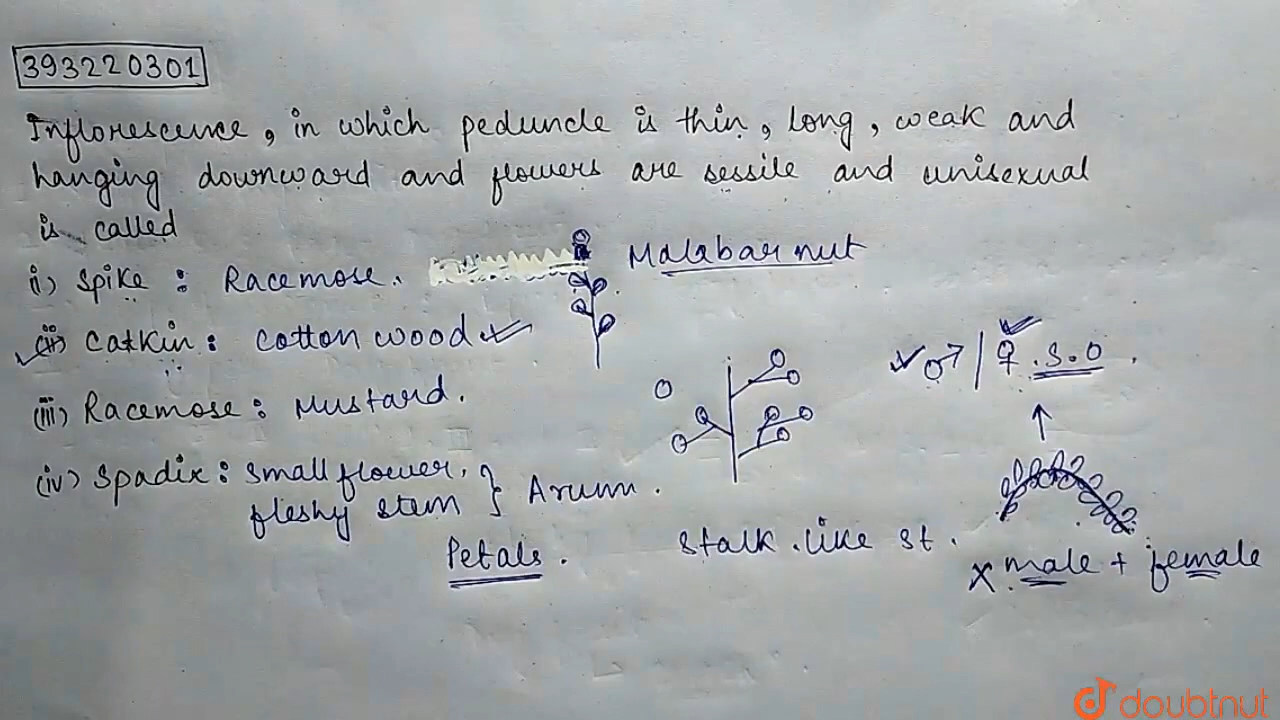 393220301
Inflorescence, in which peduncle is thin, long, weak and
hanging downward and flowers are sessile and unisexual
is called
(i) Spike : Racemose. Malabar nut
(ii) Catkin : Cotton wood ✓
(iii) Racemose : Mustard.
♂ / ♀ . S.O.
(iv) Spadix : Small flower,
fleshy stem } Arum.
Petals. Stalk like st.
X male + female
doubtnut